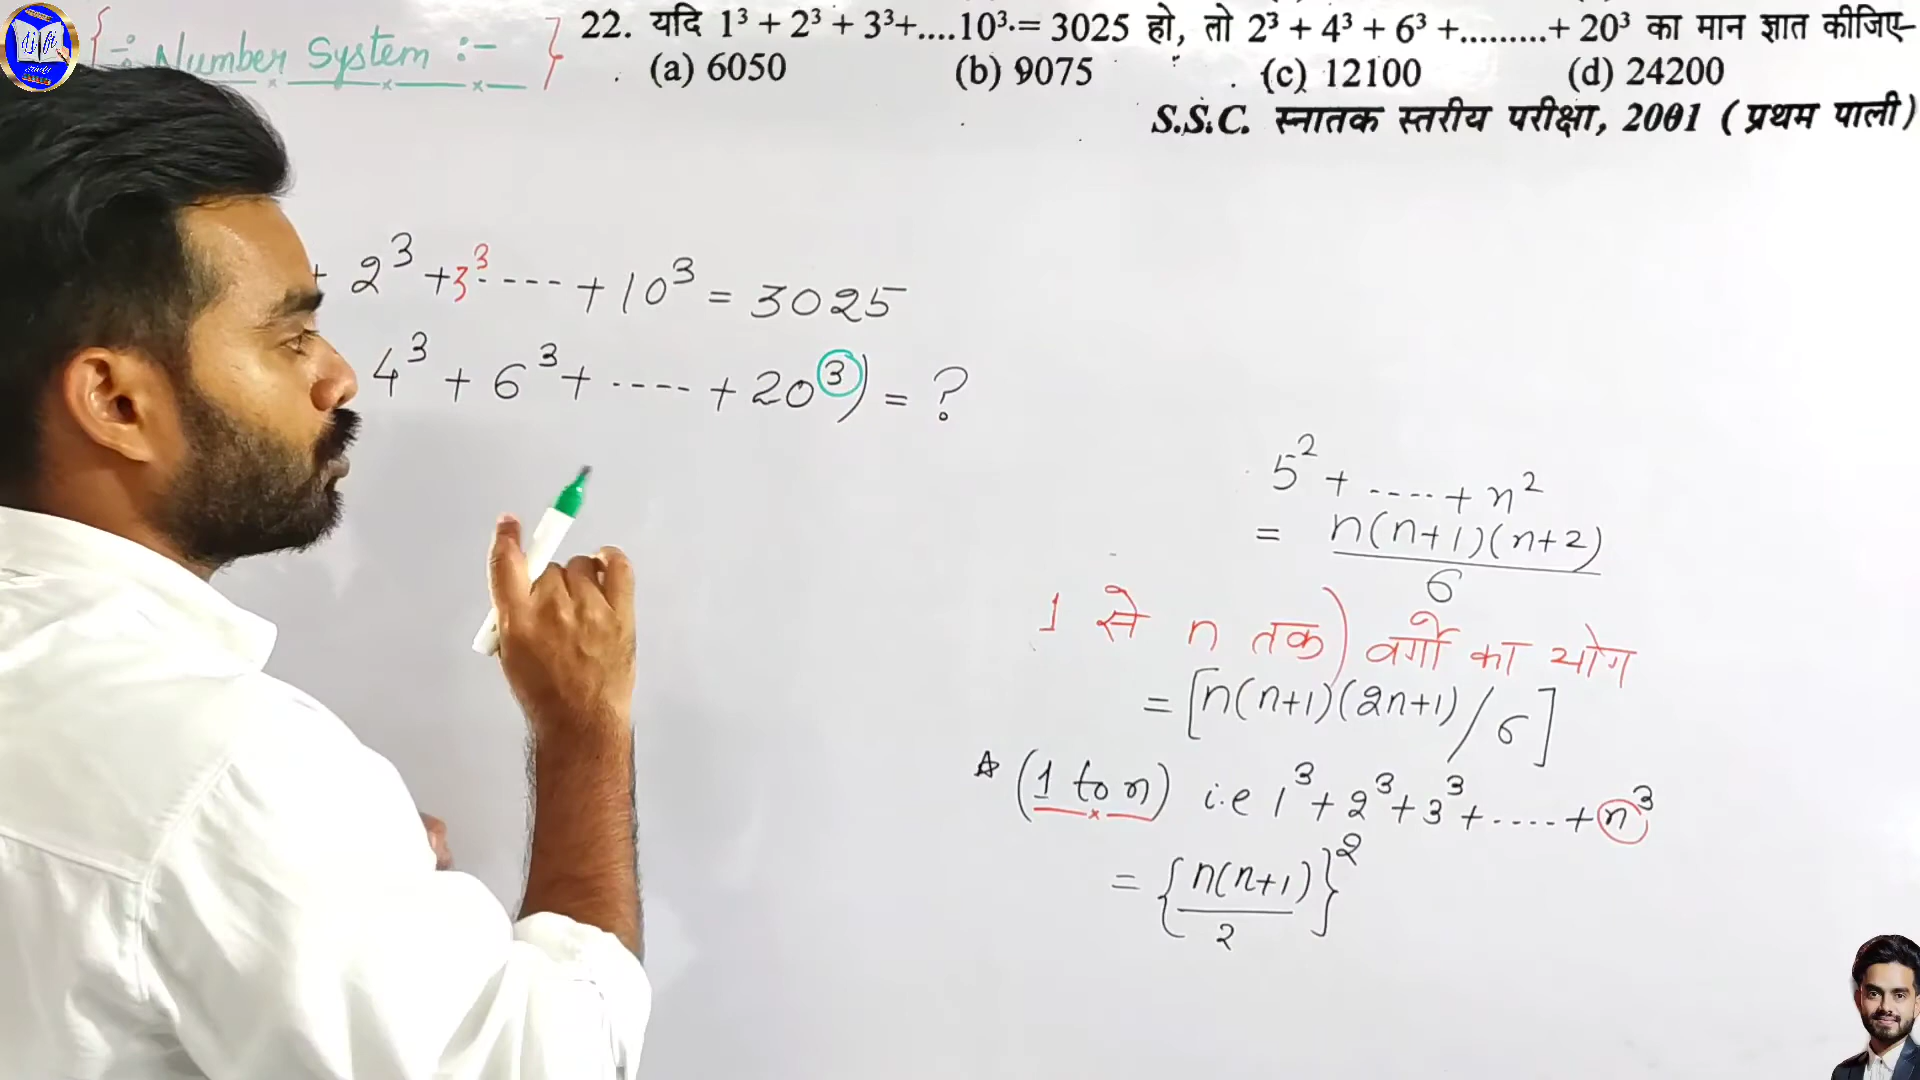 ÷ Number System :-
22. यदि 1³ + 2³ + 3³+....10³.= 3025 हो, तो 2³ + 4³ + 6³ +.........+ 20³ का मान ज्ञात कीजिए-
(a) 6050 (b) 9075 (c) 12100 (d) 24200
S.S.C. स्नातक स्तरीय परीक्षा, 2001 ( प्रथम पाली)
+ 2³ +3³ ---- + 10³ = 3025
4³ + 6³ + ---- + 20³) = ?
5² + ---- + n²
= n(n+1)(n+2)
6
1 से n तक) वर्गो का योग
= [n(n+1)(2n+1)/6]
☆ (1 to n) i.e 1³+2³+3³+----+n³
= {n(n+1)/2}²